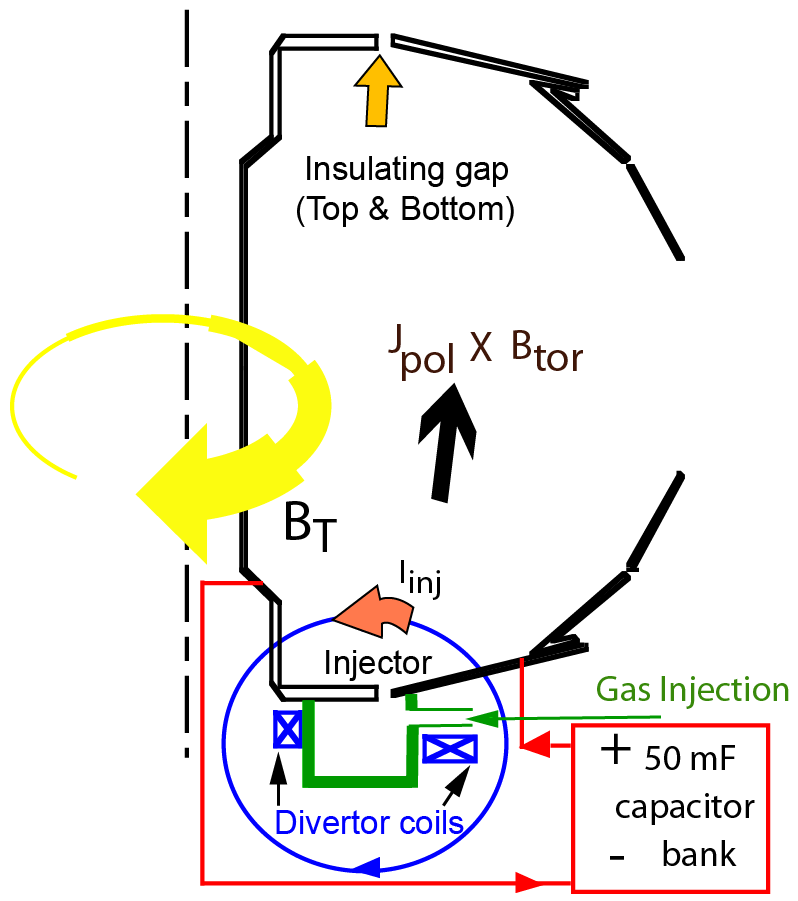 Insulating gap
(Top & Bottom)
Jpol X Btor
BT
Iinj
Injector
Gas Injection
+ 50 mF
capacitor
- bank
Divertor coils